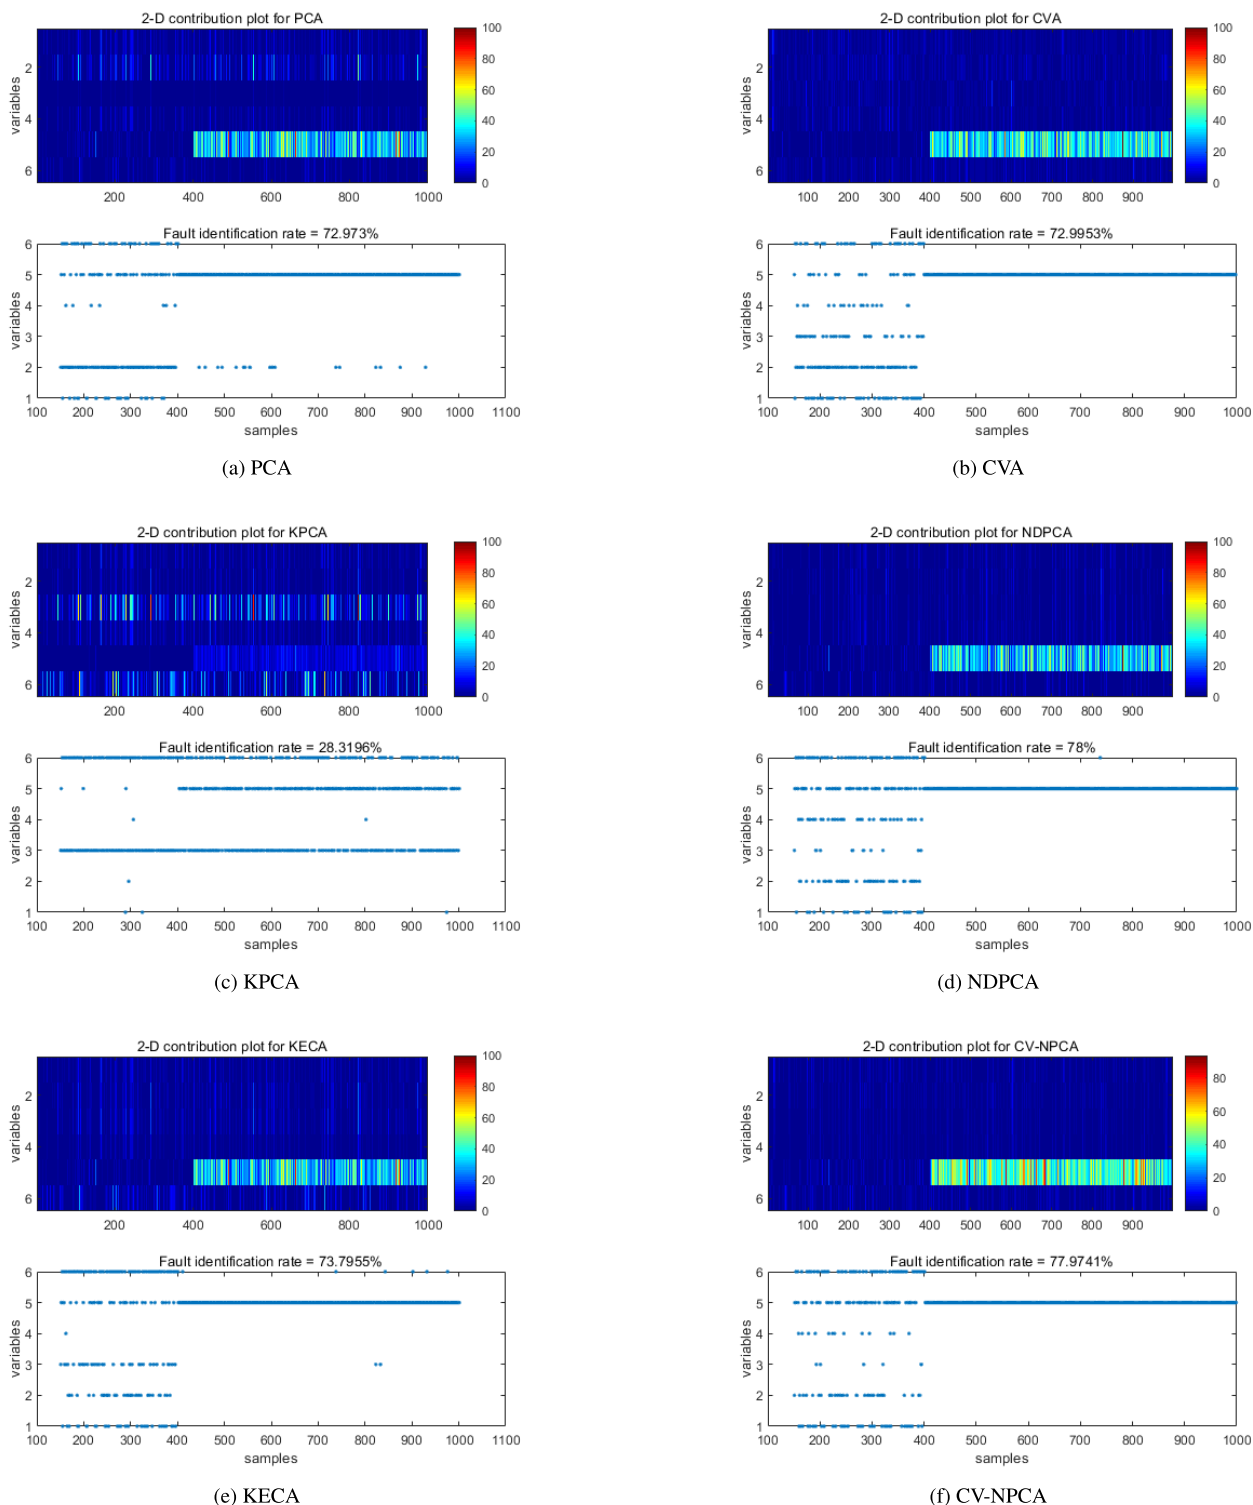 2-D contribution plot for PCA
variables
2
4
6
200 400 600 800 1000
0 20 40 60 80 100
Fault identification rate = 72.973%
variables
6
5
4
3
2
1
100 200 300 400 500 600 700 800 900 1000 1100
samples
(a) PCA
2-D contribution plot for CVA
variables
2
4
6
100 200 300 400 500 600 700 800 900
0 20 40 60 80 100
Fault identification rate = 72.9953%
variables
6
5
4
3
2
1
100 200 300 400 500 600 700 800 900 1000
samples
(b) CVA
2-D contribution plot for KPCA
variables
2
4
6
200 400 600 800 1000
0 20 40 60 80 100
Fault identification rate = 28.3196%
variables
6
5
4
3
2
1
100 200 300 400 500 600 700 800 900 1000 1100
samples
(c) KPCA
2-D contribution plot for NDPCA
variables
2
4
6
100 200 300 400 500 600 700 800 900
0 20 40 60 80 100
Fault identification rate = 78%
variables
6
5
4
3
2
1
100 200 300 400 500 600 700 800 900 1000
samples
(d) NDPCA
2-D contribution plot for KECA
variables
2
4
6
200 400 600 800 1000
0 20 40 60 80 100
Fault identification rate = 73.7955%
variables
6
5
4
3
2
1
100 200 300 400 500 600 700 800 900 1000 1100
samples
(e) KECA
2-D contribution plot for CV-NPCA
variables
2
4
6
100 200 300 400 500 600 700 800 900
0 20 40 60 80
Fault identification rate = 77.9741%
variables
6
5
4
3
2
1
100 200 300 400 500 600 700 800 900 1000
samples
(f) CV-NPCA